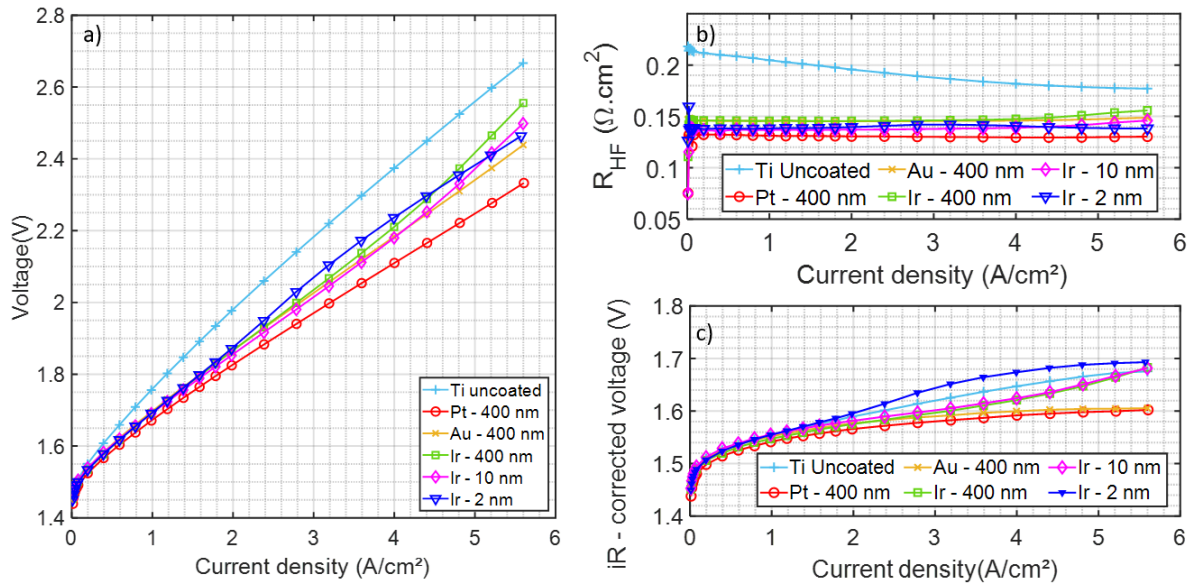 a)
Voltage(V)
2.8
2.6
2.4
2.2
2
1.8
1.6
1.4
0 1 2 3 4 5 6
Current density (A/cm²)
Ti uncoated
Pt - 400 nm
Au - 400 nm
Ir - 400 nm
Ir - 10 nm
Ir - 2 nm
b)
R_HF (Ω.cm²)
0.2
0.15
0.1
0.05
0 1 2 3 4 5 6
Current density (A/cm²)
Ti Uncoated Au - 400 nm Ir - 10 nm
Pt - 400 nm Ir - 400 nm Ir - 2 nm
c)
iR - corrected voltage (V)
1.8
1.7
1.6
1.5
1.4
0 1 2 3 4 5 6
Current density(A/cm²)
Ti Uncoated Au - 400 nm Ir - 10 nm
Pt - 400 nm Ir - 400 nm Ir - 2 nm